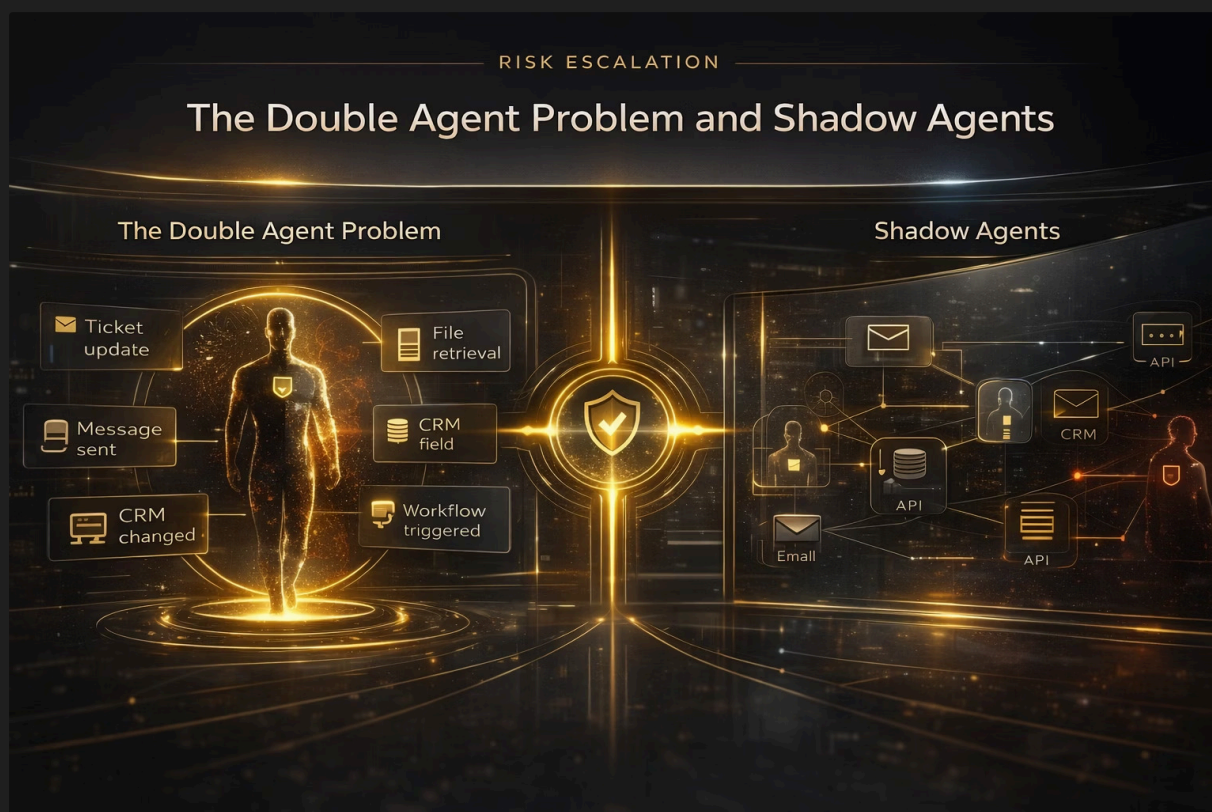 RISK ESCALATION
The Double Agent Problem and Shadow Agents
The Double Agent Problem
Ticket
update
Message
sent
CRM
changed
File
retrieval
CRM
field
Workflow
triggered
Shadow Agents
API
CRM
API
Emall
API